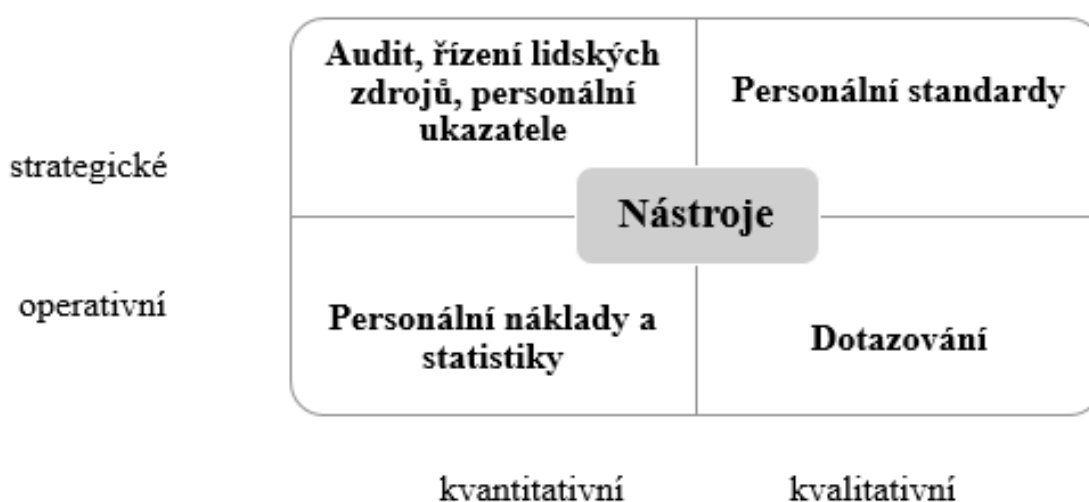 Audit, řízení lidských
zdrojů, personální
ukazatele
Personální standardy
strategické
Nástroje
operativní
Personální náklady a
statistiky
Dotazování
kvantitativní
kvalitativní